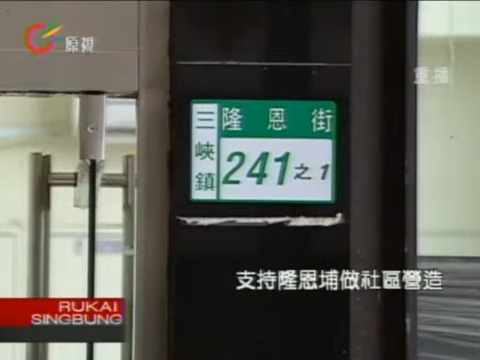 原視
重播
三峽鎮
隆恩街
241之1
支持隆恩埔做社區營造
RUKAI
SINGBUNG